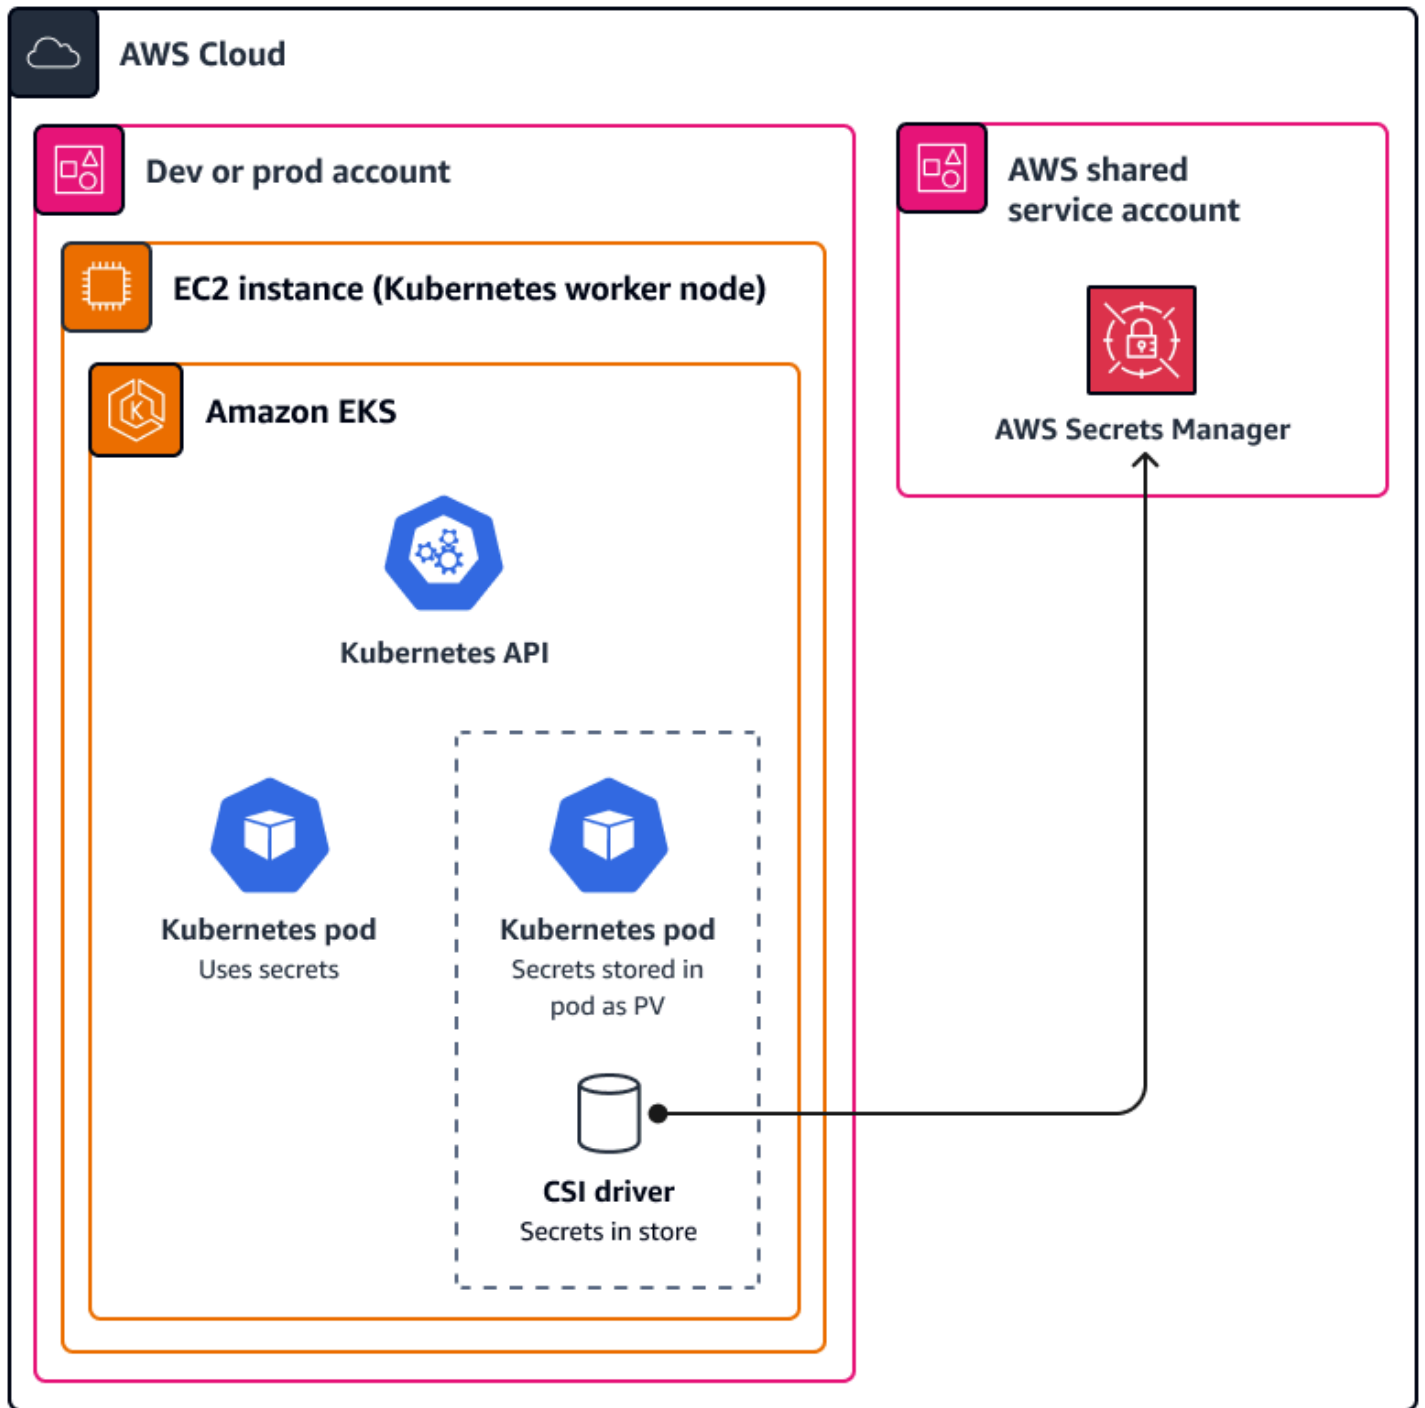 AWS Cloud
Dev or prod account
AWS shared
service account
EC2 instance (Kubernetes worker node)
Amazon EKS
K
AWS Secrets Manager
Kubernetes API
Kubernetes pod
Uses secrets
Kubernetes pod
Secrets stored in
pod as PV
CSI driver
Secrets in store